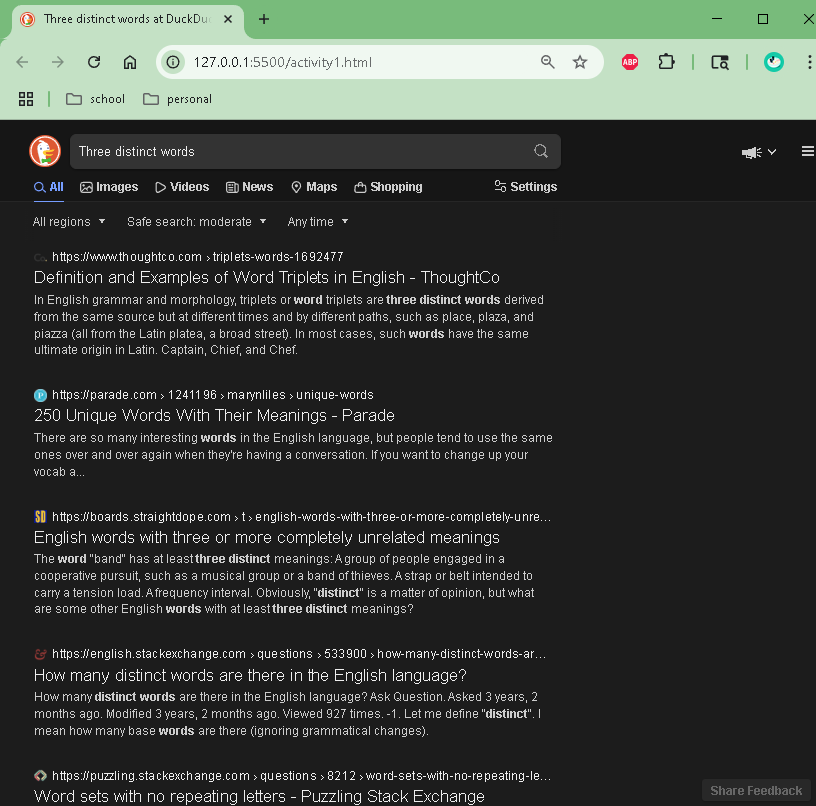 Three distinct words at DuckDu
127.0.0.1:5500/activity1.html
ABP
school
personal
Three distinct words
All
Images
Videos
News
Maps
Shopping
Settings
All regions
Safe search: moderate
Any time
https://www.thoughtco.com › triplets-words-1692477
Definition and Examples of Word Triplets in English - ThoughtCo
In English grammar and morphology, triplets or word triplets are three distinct words derived
from the same source but at different times and by different paths, such as place, plaza, and
piazza (all from the Latin platea, a broad street). In most cases, such words have the same
ultimate origin in Latin. Captain, Chief, and Chef.
https://parade.com › 1241196 › marynliles › unique-words
250 Unique Words With Their Meanings - Parade
There are so many interesting words in the English language, but people tend to use the same
ones over and over again when they're having a conversation. If you want to change up your
vocab a...
SD
https://boards.straightdope.com › t › english-words-with-three-or-more-completely-unre...
English words with three or more completely unrelated meanings
The word "band" has at least three distinct meanings: A group of people engaged in a
cooperative pursuit, such as a musical group or a band of thieves. A strap or belt intended to
carry a tension load. A frequency interval. Obviously, "distinct" is a matter of opinion, but what
are some other English words with at least three distinct meanings?
https://english.stackexchange.com › questions › 533900 › how-many-distinct-words-ar...
How many distinct words are there in the English language?
How many distinct words are there in the English language? Ask Question. Asked 3 years, 2
months ago. Modified 3 years, 2 months ago. Viewed 927 times. -1. Let me define "distinct". I
mean how many base words are there (ignoring grammatical changes).
https://puzzling.stackexchange.com › questions › 8212 › word-sets-with-no-repeating-le...
Word sets with no repeating letters - Puzzling Stack Exchange
Share Feedback